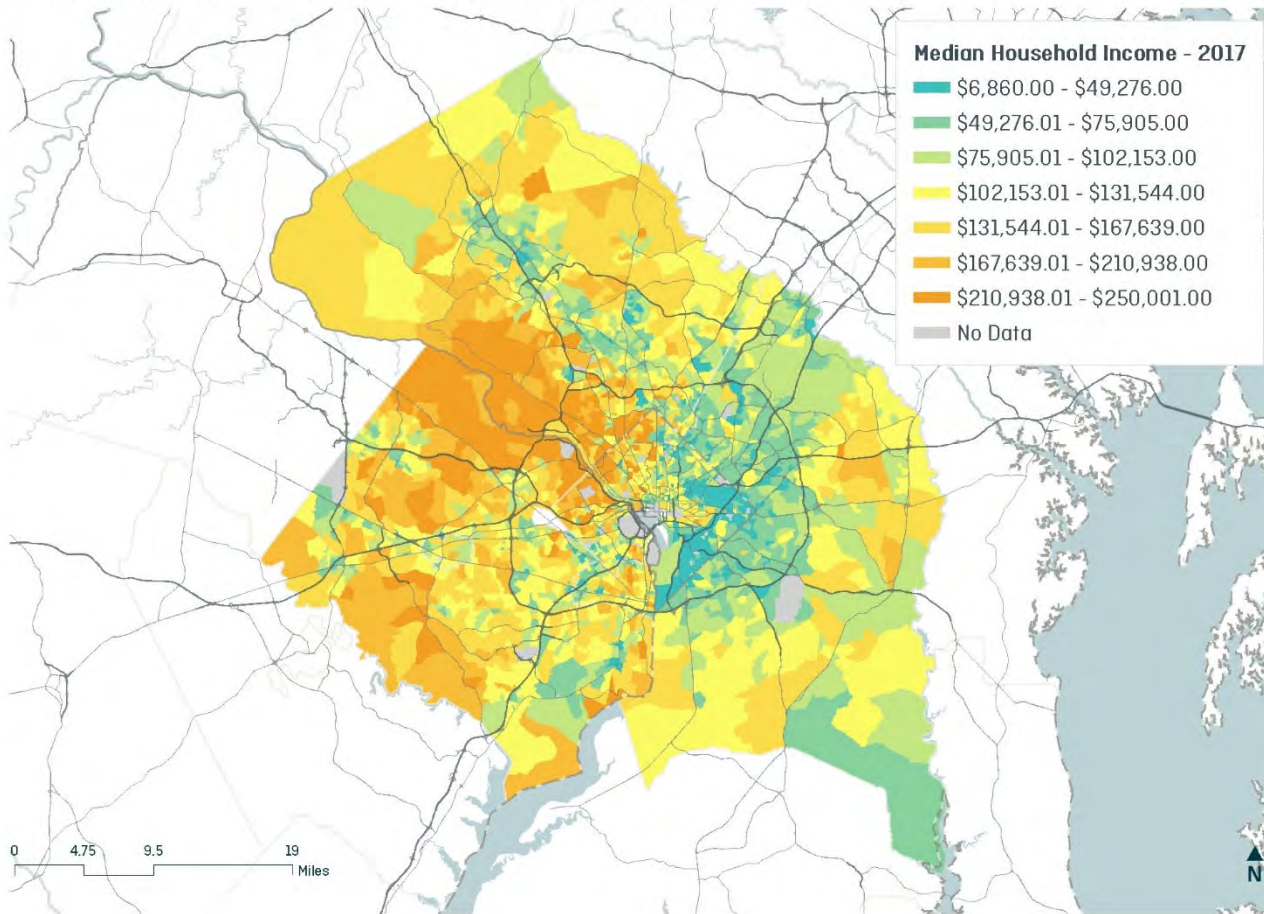 Median Household Income - 2017
$6,860.00 - $49,276.00
$49,276.01 - $75,905.00
$75,905.01 - $102,153.00
$102,153.01 - $131,544.00
$131,544.01 - $167,639.00
$167,639.01 - $210,938.00
$210,938.01 - $250,001.00
No Data
0 4.75 9.5 19
Miles
N